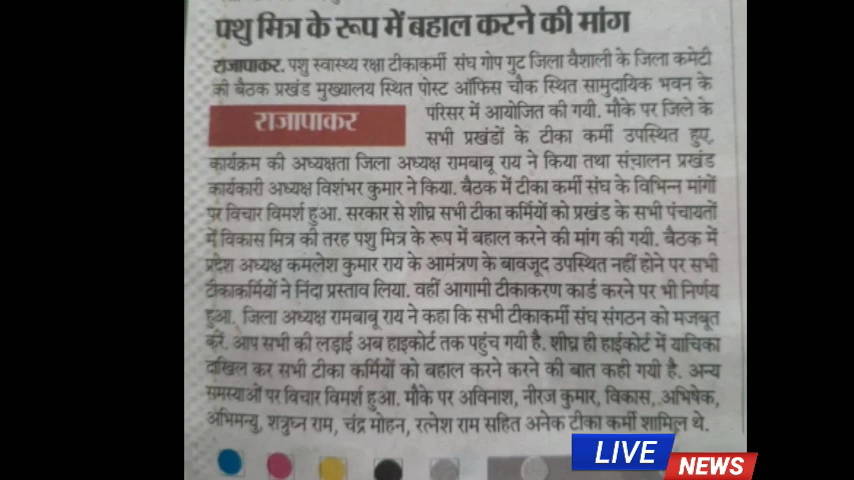 पशु मित्र के रूप में बहाल करने की मांग
राजापाकर. पशु स्वास्थ्य रक्षा टीकाकर्मी संघ गोप गुट जिला वैशाली के जिला कमेटी
की बैठक प्रखंड मुख्यालय स्थित पोस्ट ऑफिस चौक स्थित सामुदायिक भवन के
परिसर में आयोजित की गयी. मौके पर जिले के
राजापाकर
सभी प्रखंडों के टीका कर्मी उपस्थित हुए.
कार्यक्रम की अध्यक्षता जिला अध्यक्ष रामबाबू राय ने किया तथा संचालन प्रखंड
कार्यकारी अध्यक्ष विशंभर कुमार ने किया. बैठक में टीका कर्मी संघ के विभिन्न मांगों
पर विचार विमर्श हुआ. सरकार से शीघ्र सभी टीका कर्मियों को प्रखंड के सभी पंचायतों
में विकास मित्र की तरह पशु मित्र के रूप में बहाल करने की मांग की गयी. बैठक में
प्रदेश अध्यक्ष कमलेश कुमार राय के आमंत्रण के बावजूद उपस्थित नहीं होने पर सभी
टीकाकर्मियों ने निंदा प्रस्ताव लिया. वहीं आगामी टीकाकरण कार्ड करने पर भी निर्णय
हुआ. जिला अध्यक्ष रामबाबू राय ने कहा कि सभी टीकाकर्मी संघ संगठन को मजबूत
करें. आप सभी की लड़ाई अब हाइकोर्ट तक पहुंच गयी है. शीघ्र ही हाईकोर्ट में याचिका
दाखिल कर सभी टीका कर्मियों को बहाल करने करने की बात कही गयी है. अन्य
समस्याओं पर विचार विमर्श हुआ. मौके पर अविनाश, नीरज कुमार, विकास, अभिषेक,
अभिमन्यु, शत्रुघ्न राम, चंद्र मोहन, रत्नेश राम सहित अनेक टीका कर्मी शामिल थे.
LIVE
NEWS